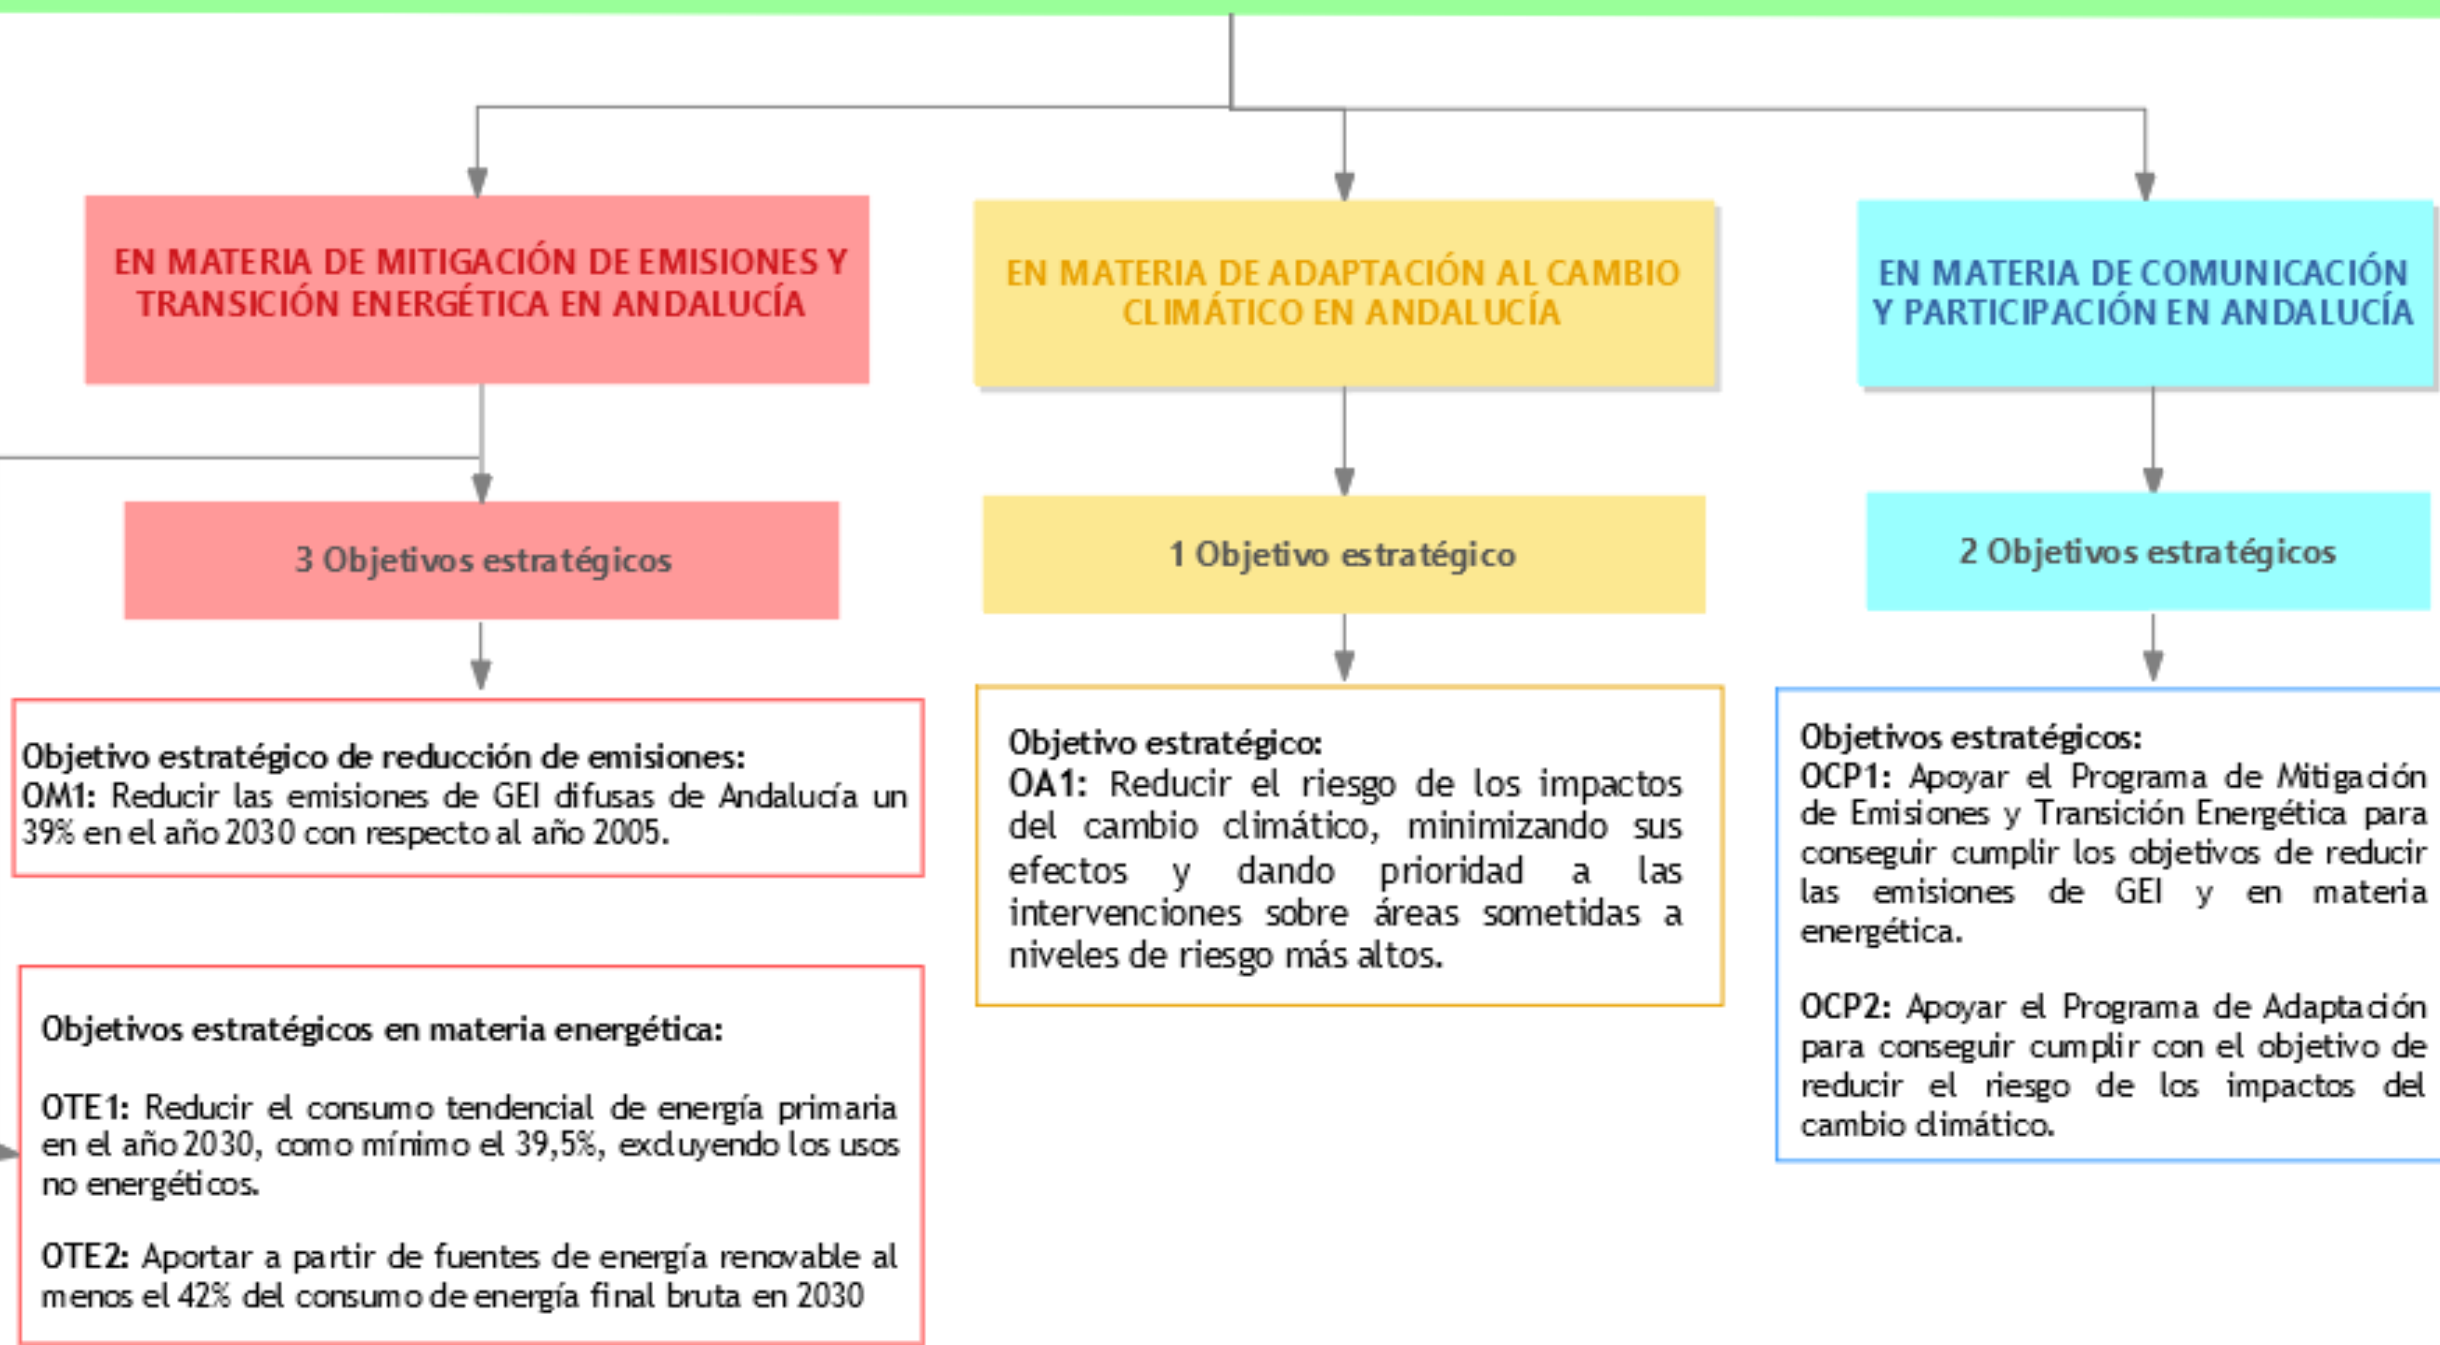 EN MATERIA DE MITIGACIÓN DE EMISIONES Y
TRANSICIÓN ENERGÉTICA EN ANDALUCÍA
3 Objetivos estratégicos
Objetivo estratégico de reducción de emisiones:
OM1: Reducir las emisiones de GEI difusas de Andalucía un
39% en el año 2030 con respecto al año 2005.
Objetivos estratégicos en materia energética:
OTE1: Reducir el consumo tendencial de energía primaria
en el año 2030, como mínimo el 39,5%, excluyendo los usos
no energéticos.
OTE2: Aportar a partir de fuentes de energía renovable al
menos el 42% del consumo de energía final bruta en 2030
EN MATERIA DE ADAPTACIÓN AL CAMBIO
CLIMÁTICO EN ANDALUCÍA
1 Objetivo estratégico
Objetivo estratégico:
OA1: Reducir el riesgo de los impactos
del cambio climático, minimizando sus
efectos y dando prioridad a las
intervenciones sobre áreas sometidas a
niveles de riesgo más altos.
EN MATERIA DE COMUNICACIÓN
Y PARTICIPACIÓN EN ANDALUCÍA
2 Objetivos estratégicos
Objetivos estratégicos:
OCP1: Apoyar el Programa de Mitigación
de Emisiones y Transición Energética para
conseguir cumplir los objetivos de reducir
las emisiones de GEI y en materia
energética.
OCP2: Apoyar el Programa de Adaptación
para conseguir cumplir con el objetivo de
reducir el riesgo de los impactos del
cambio climático.